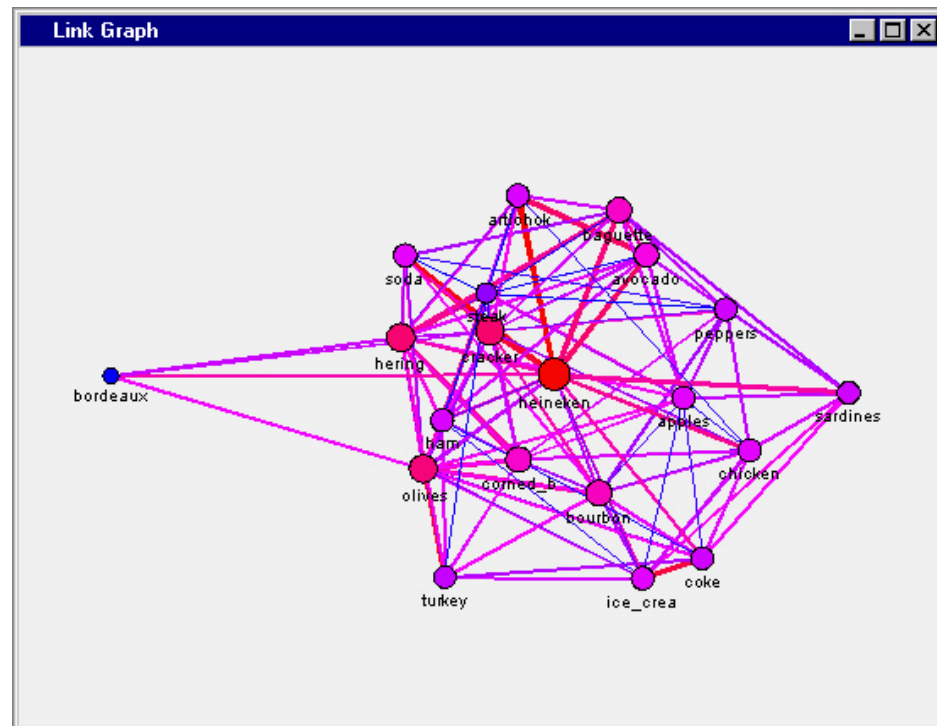 Link Graph
artichok
baguette
soda
avocado
steak
peppers
hering
cracker
bordeaux
heineken
apples
sardines
ham
corned_b
chicken
olives
bourbon
turkey
ice_crea
coke